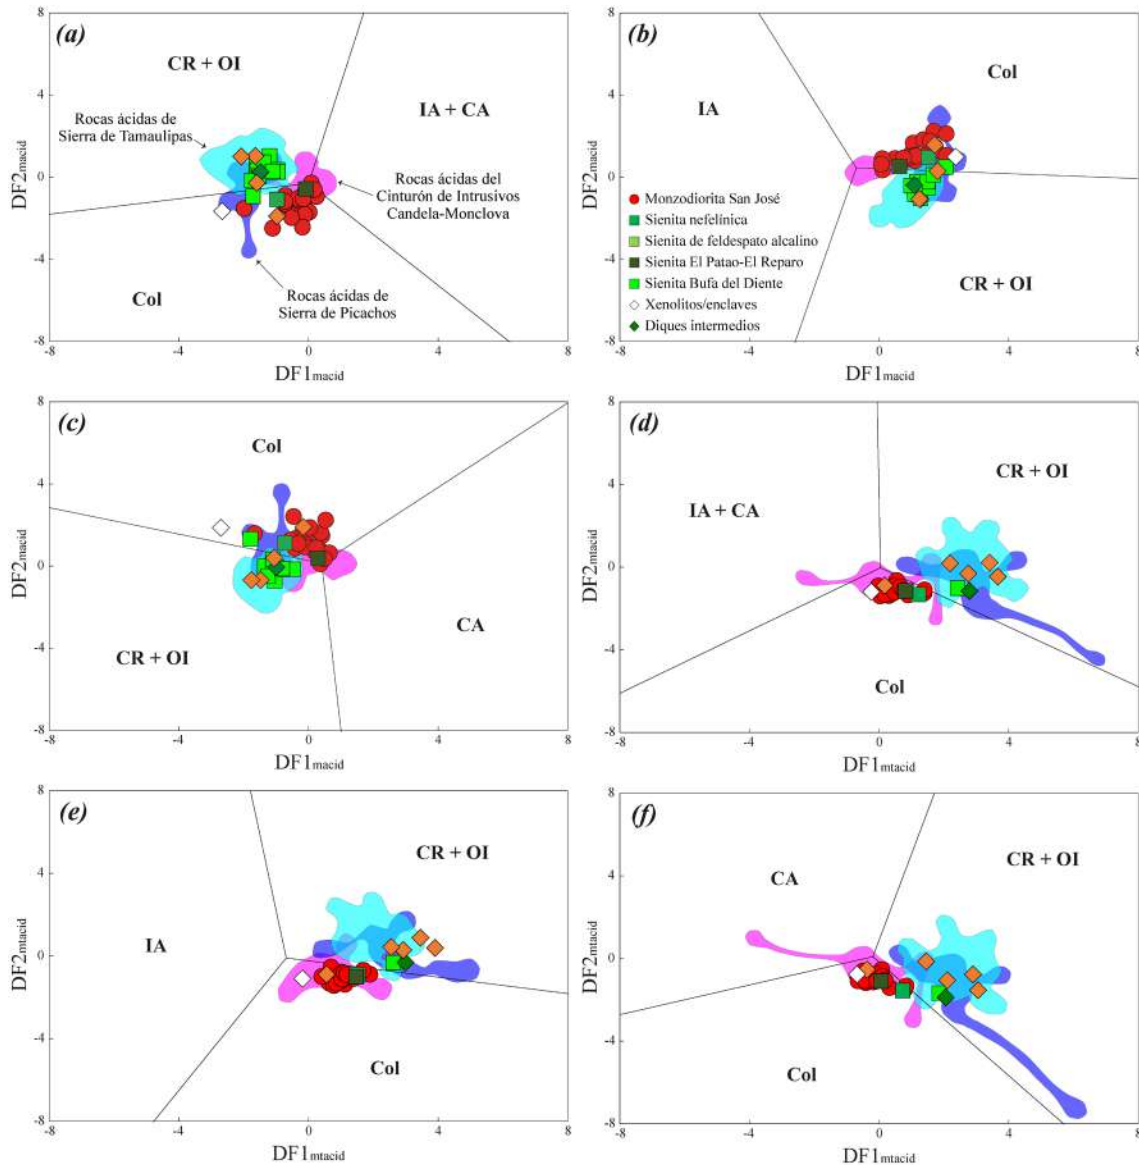 (a)
8
4
0
-4
-8
DF2macid
CR + OI
IA + CA
Col
Rocas ácidas de
Sierra de Tamaulipas
Rocas ácidas del
Cinturón de Intrusivos
Candela-Monclova
Rocas ácidas de
Sierra de Picachos
-8 -4 0 4 8
DF1macid
(b)
8
4
0
-4
-8
DF2macid
Col
IA
CR + OI
Monzodiorita San José
Sienita nefelínica
Sienita de feldespato alcalino
Sienita El Patao-El Reparo
Sienita Bufa del Diente
Xenolitos/enclaves
Diques intermedios
-8 -4 0 4 8
DF1macid
(c)
8
4
0
-4
-8
DF2macid
Col
CR + OI
CA
-8 -4 0 4 8
DF1macid
(d)
8
4
0
-4
-8
DF2macid
CR + OI
IA + CA
Col
-8 -4 0 4 8
DF1mtacid
(e)
8
4
0
-4
-8
DF2mtacid
CR + OI
IA
Col
-8 -4 0 4 8
DF1mtacid
(f)
8
4
0
-4
-8
DF2mtacid
CR + OI
CA
Col
-8 -4 0 4 8
DF1mtacid